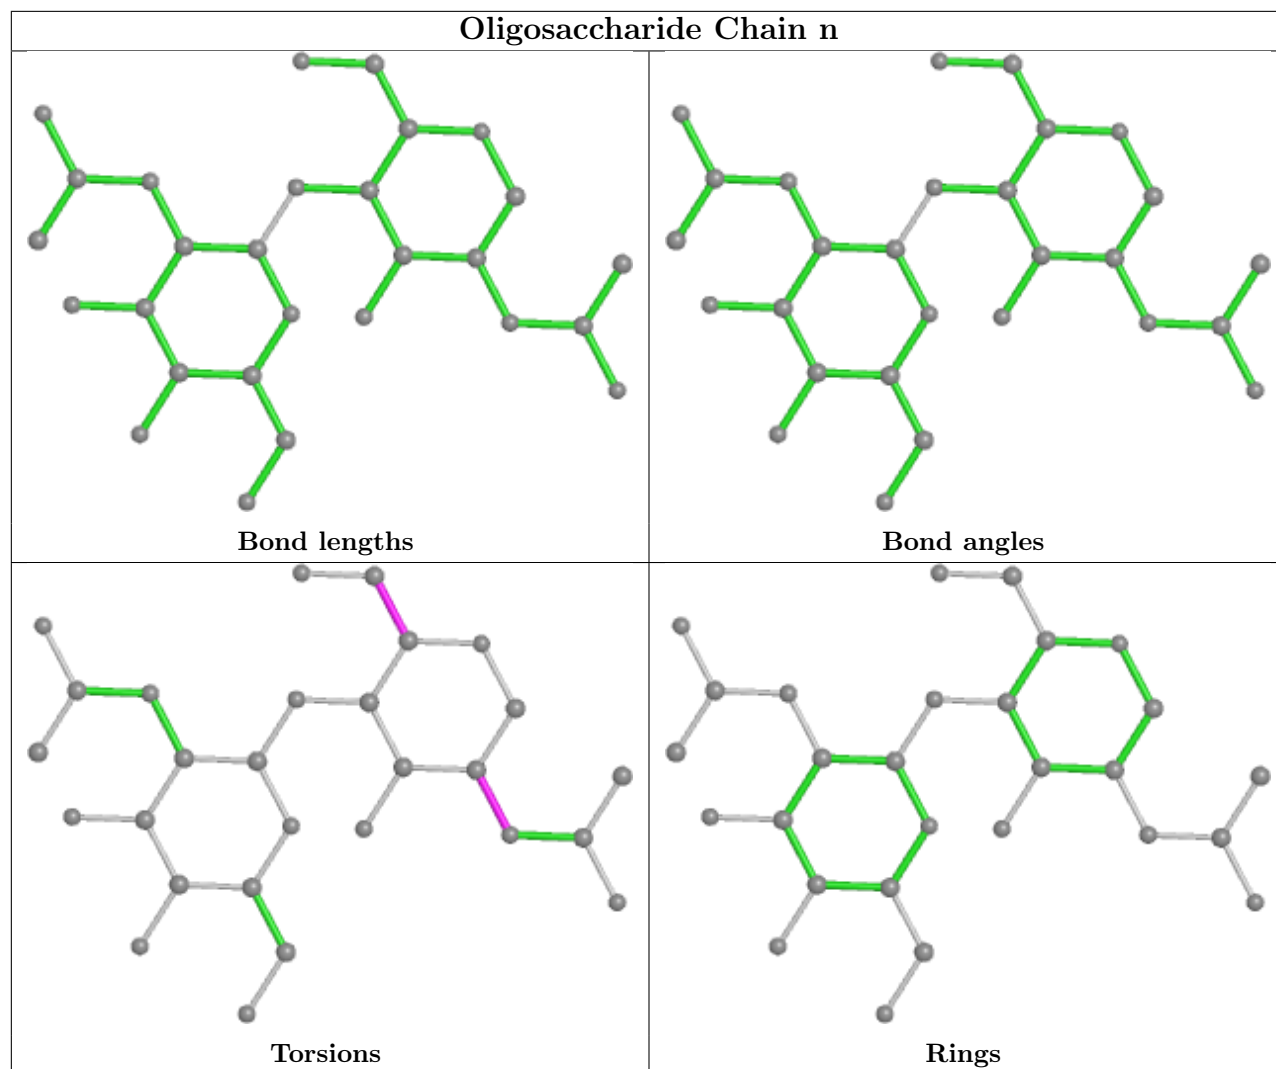 Oligosaccharide Chain n
Bond lengths
Bond angles
Torsions
Rings